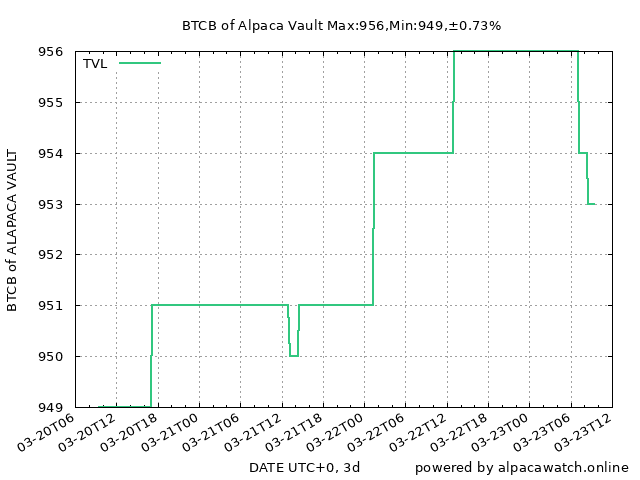 BTCB of Alpaca Vault Max:956,Min:949,±0.73%
TVL
956
955
954
953
952
951
950
949
BTCB of ALAPACA VAULT
03-20T06
03-20T12
03-20T18
03-21T00
03-21T06
03-21T12
03-21T18
03-22T00
03-22T06
03-22T12
03-22T18
03-23T00
03-23T06
03-23T12
DATE UTC+0, 3d
powered by alpacawatch.online